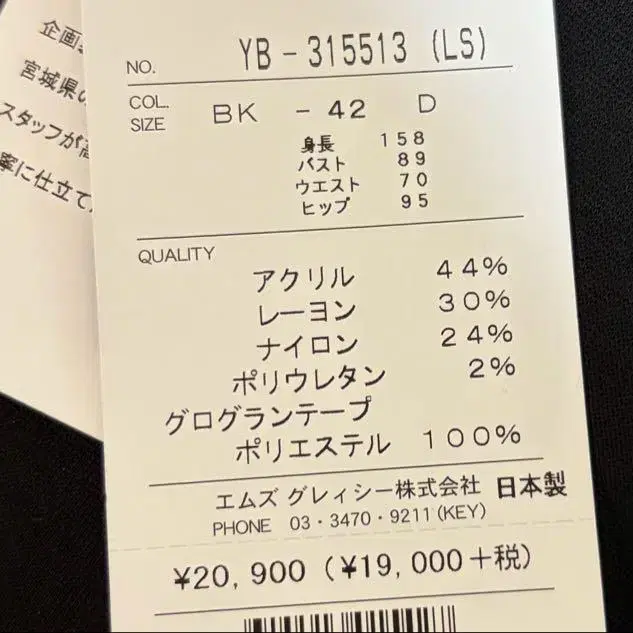 企画
宮城県の
スタッフが
寧に仕立て
NO. YB-315513 (LS)
COL. SIZE BK -42 D
身長 158
バスト 89
ウエスト 70
ヒップ 95
QUALITY
アクリル 44%
レーヨン 30%
ナイロン 24%
ポリウレタン 2%
グログランテープ
ポリエステル 100%
エムズ グレィシー株式会社 日本製
PHONE 03・3470・9211(KEY)
¥20,900 (¥19,000+税)